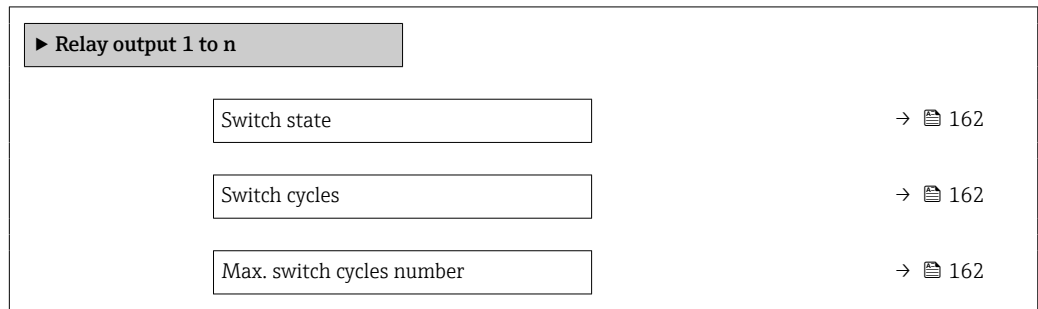 ▶ Relay output 1 to n
Switch state → 162
Switch cycles → 162
Max. switch cycles number → 162